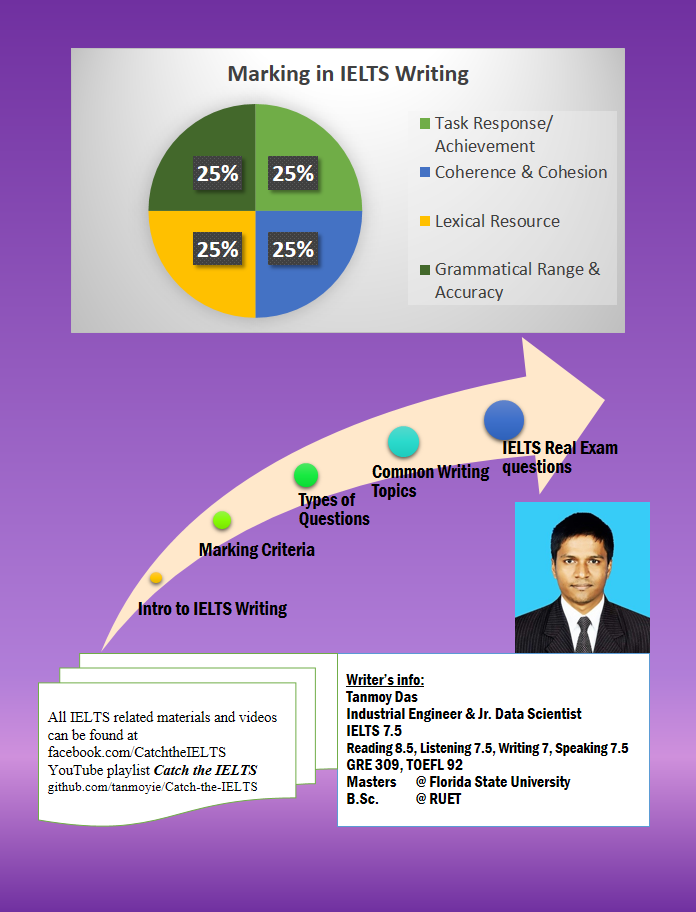 Marking in IELTS Writing
25%
25%
25%
25%
Task Response/
Achievement
Coherence & Cohesion
Lexical Resource
Grammatical Range &
Accuracy
IELTS Real Exam
questions
Common Writing
Topics
Types of
Questions
Marking Criteria
Intro to IELTS Writing
All IELTS related materials and videos
can be found at
facebook.com/CatchtheIELTS
YouTube playlist Catch the IELTS
github.com/tanmoyie/Catch-the-IELTS
Writer's info:
Tanmoy Das
Industrial Engineer & Jr. Data Scientist
IELTS 7.5
Reading 8.5, Listening 7.5, Writing 7, Speaking 7.5
GRE 309, TOEFL 92
Masters @ Florida State University
B.Sc. @ RUET